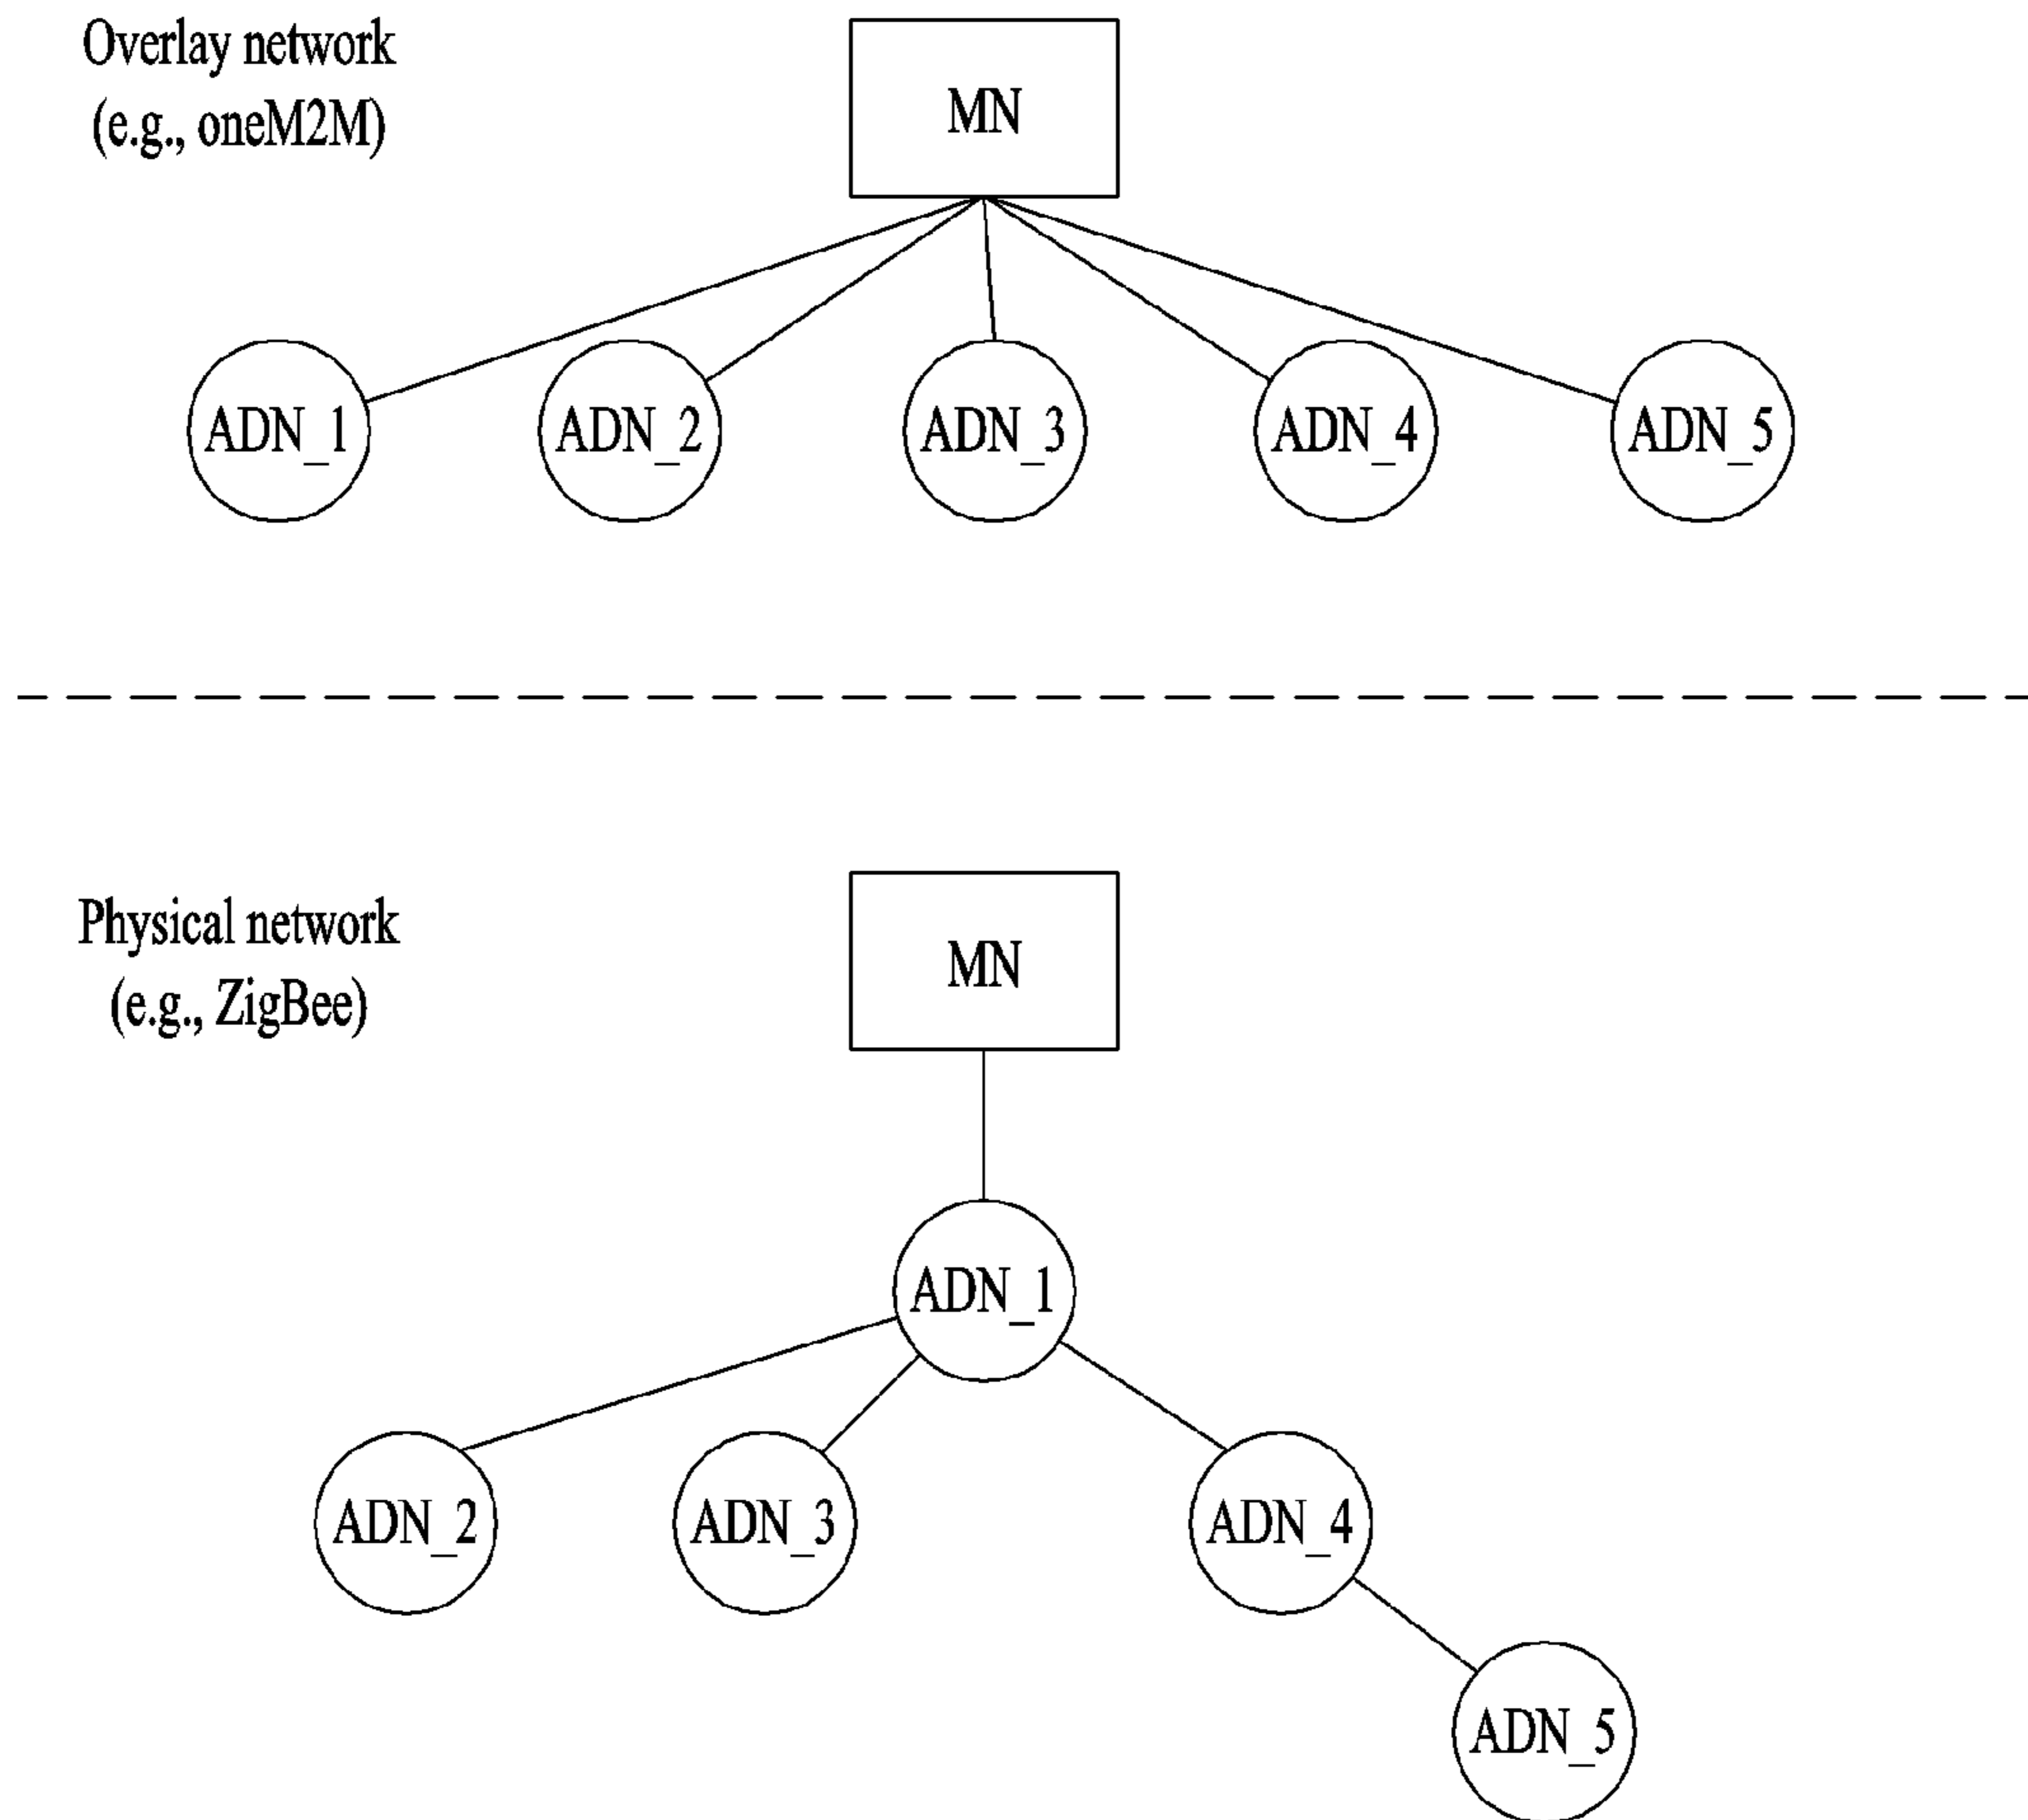 Overlay network
(e.g., oneM2M)
MN
ADN_1
ADN_2
ADN_3
ADN_4
ADN_5
Physical network
(e.g., ZigBee)
MN
ADN_1
ADN_2
ADN_3
ADN_4
ADN_5